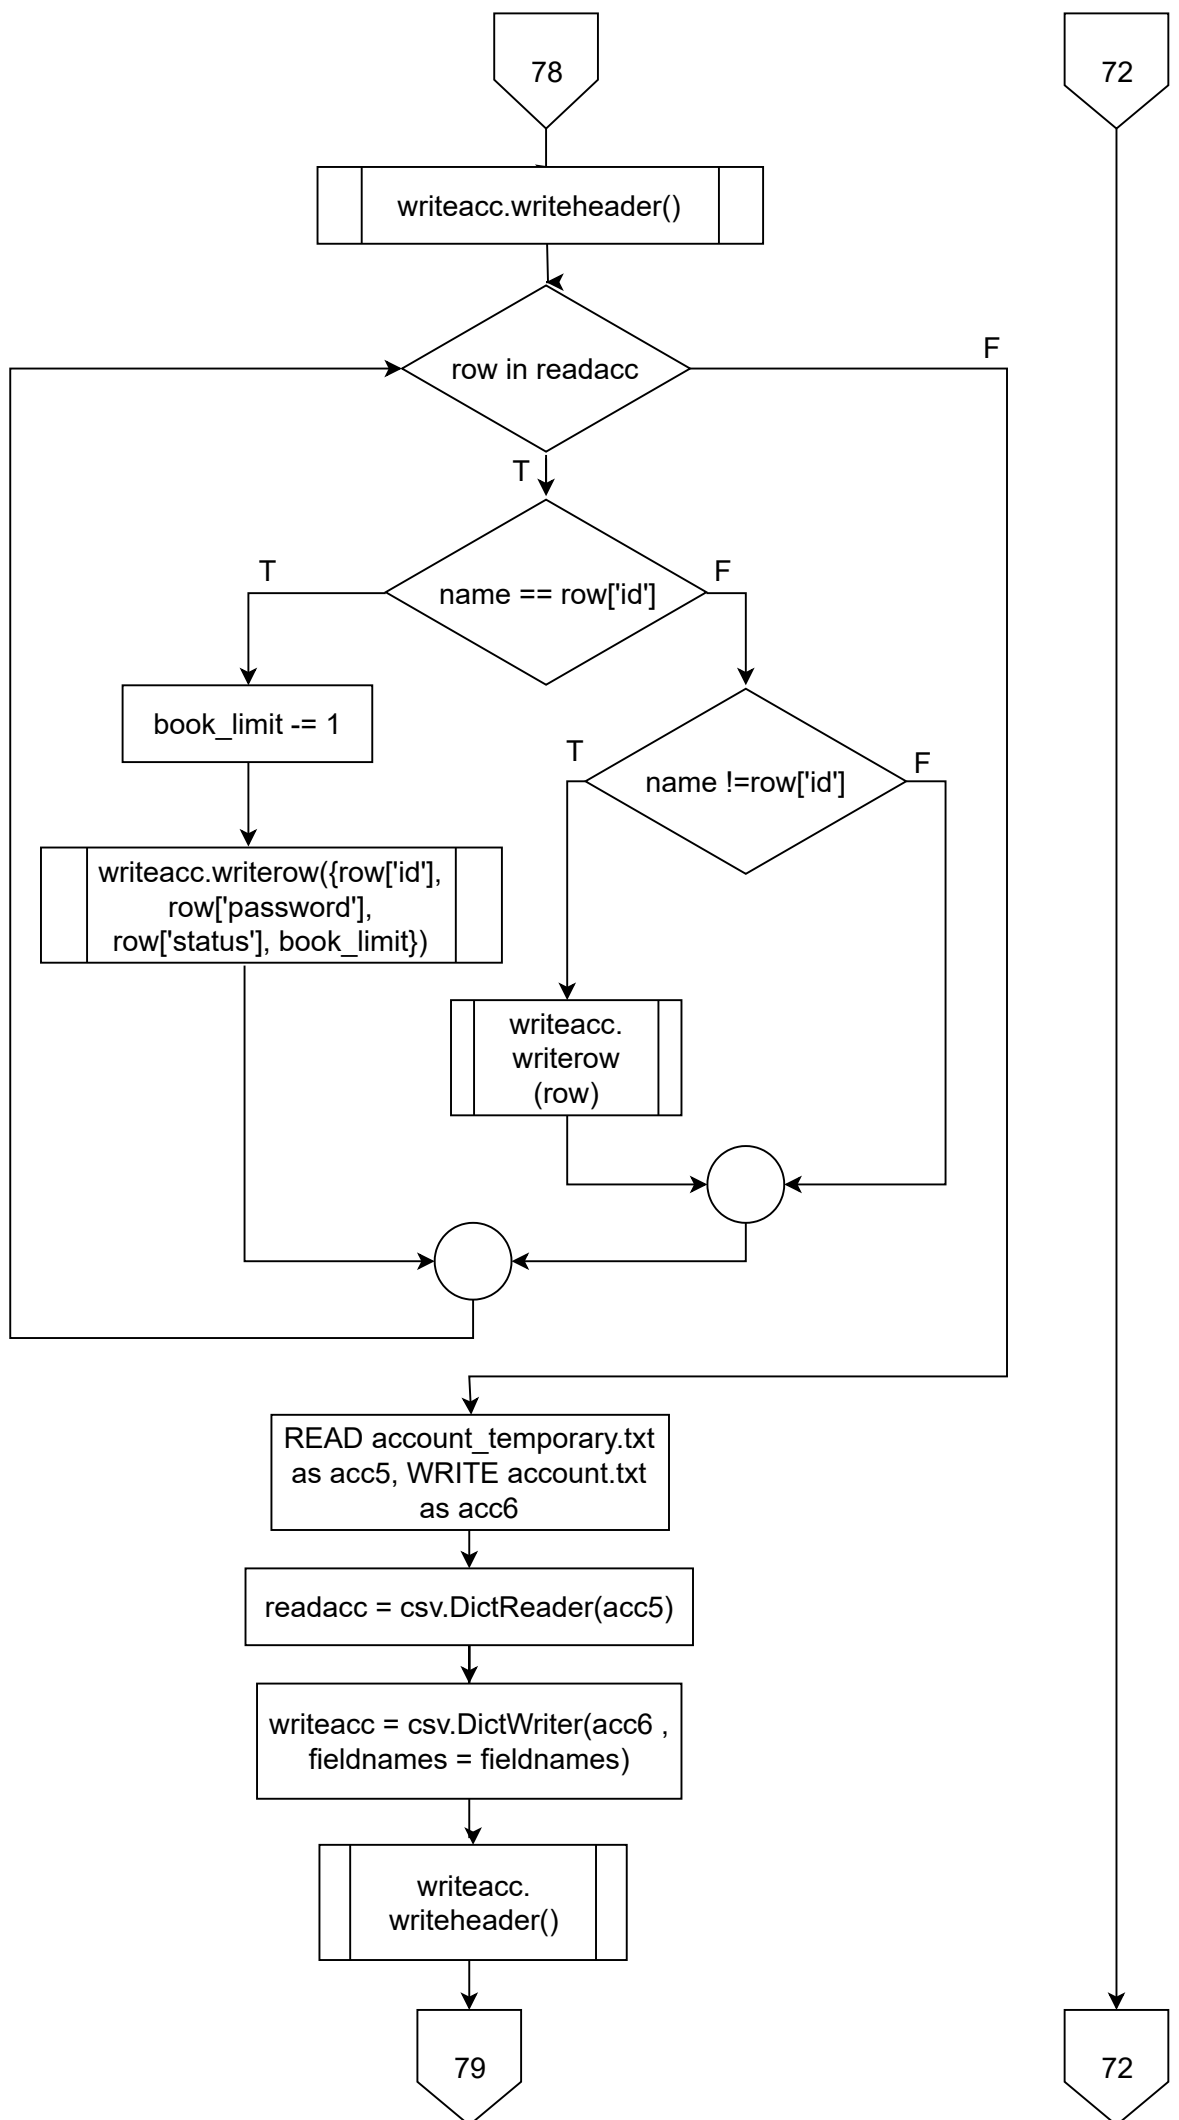 78
72
writeacc.writeheader()
row in readacc
F
T
name == row['id']
T
F
book_limit -= 1
name !=row['id']
T
F
writeacc.writerow({row['id'],
row['password'],
row['status'], book_limit})
writeacc.
writerow
(row)
READ account_temporary.txt
as acc5, WRITE account.txt
as acc6
readacc = csv.DictReader(acc5)
writeacc = csv.DictWriter(acc6 ,
fieldnames = fieldnames)
writeacc.
writeheader()
79
72